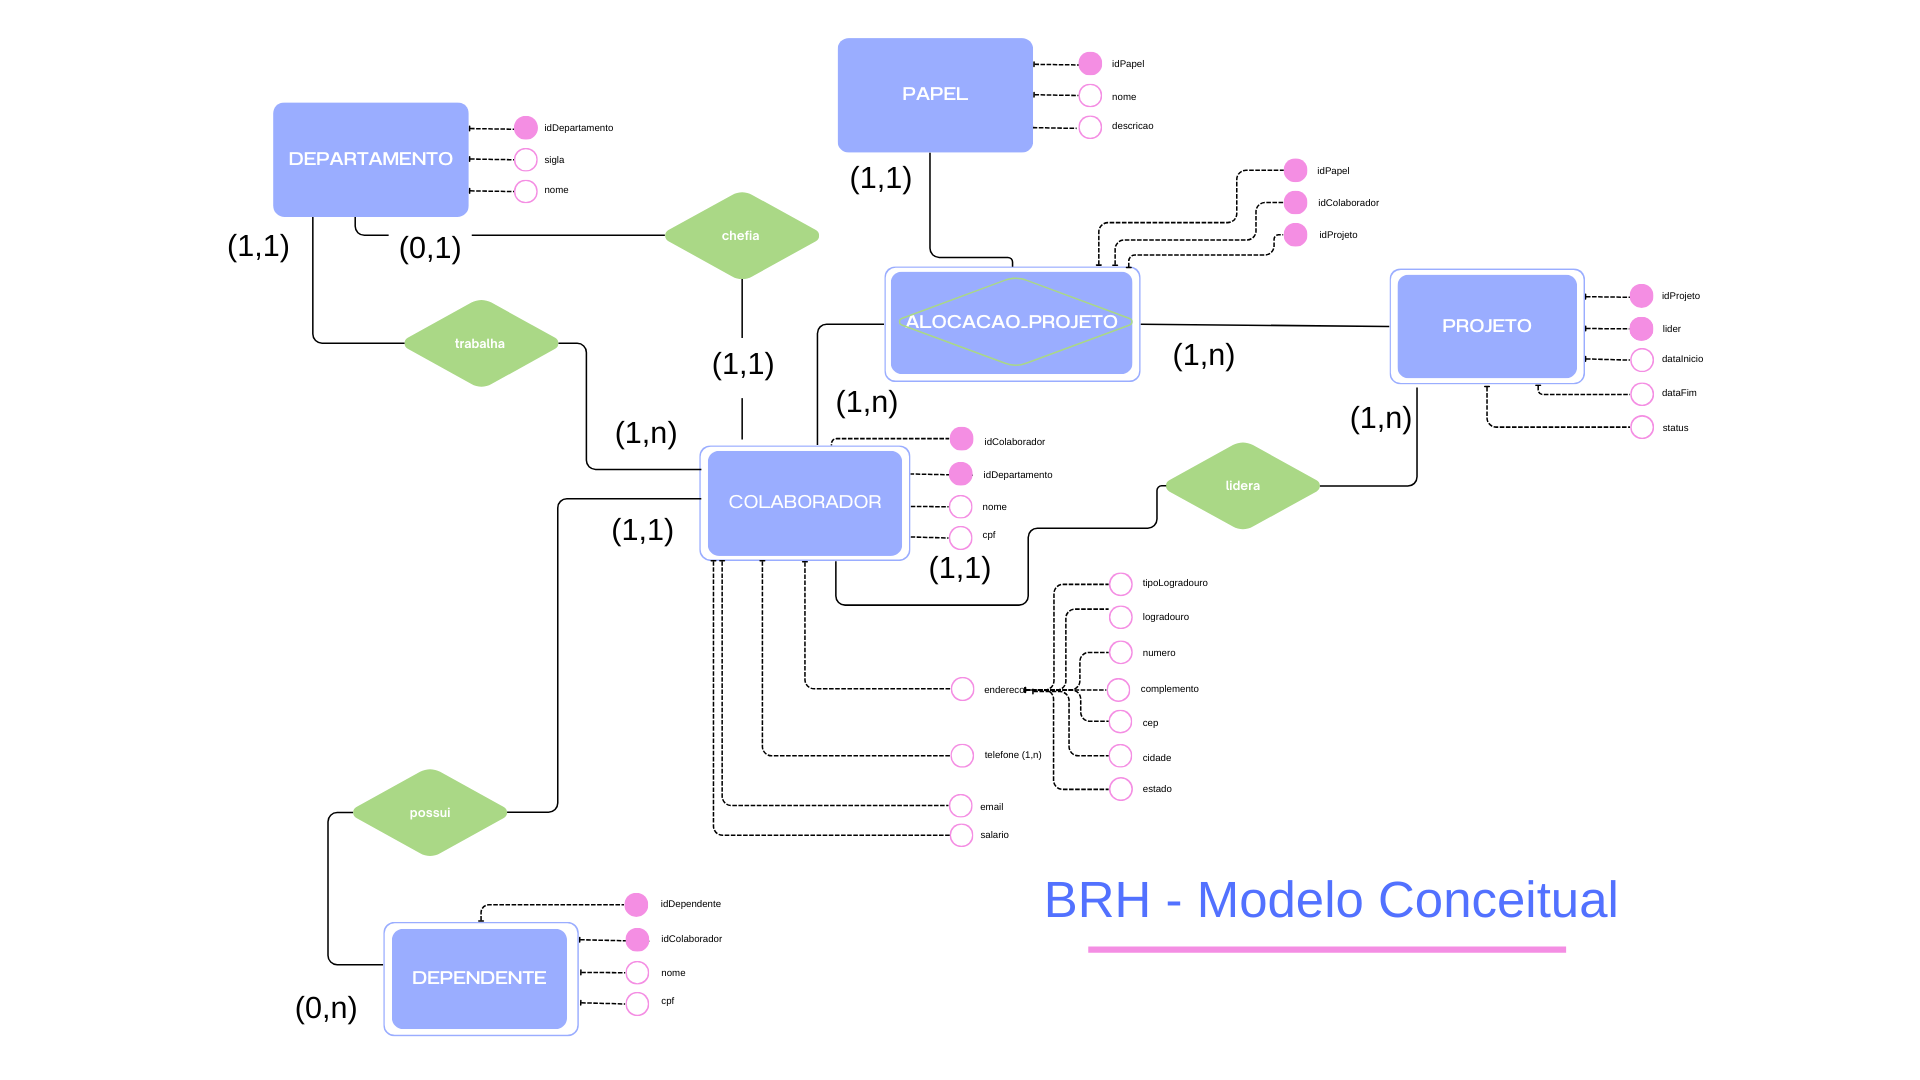 PAPEL
idPapel
nome
descricao
DEPARTAMENTO
idDepartamento
sigla
nome
(1,1)
(0,1)
chefia
(1,1)
idPapel
idColaborador
idProjeto
trabalha
(1,1)
ALOCACAO_PROJETO
(1,n)
PROJETO
idProjeto
lider
dataInicio
dataFim
status
(1,n)
(1,n)
(1,n)
idColaborador
idDepartamento
nome
cpf
COLABORADOR
(1,1)
(1,1)
lidera
tipoLogradouro
logradouro
numero
complemento
cep
cidade
estado
endereco
telefone (1,n)
email
salario
possui
(0,n)
DEPENDENTE
idDependente
idColaborador
nome
cpf
BRH - Modelo Conceitual